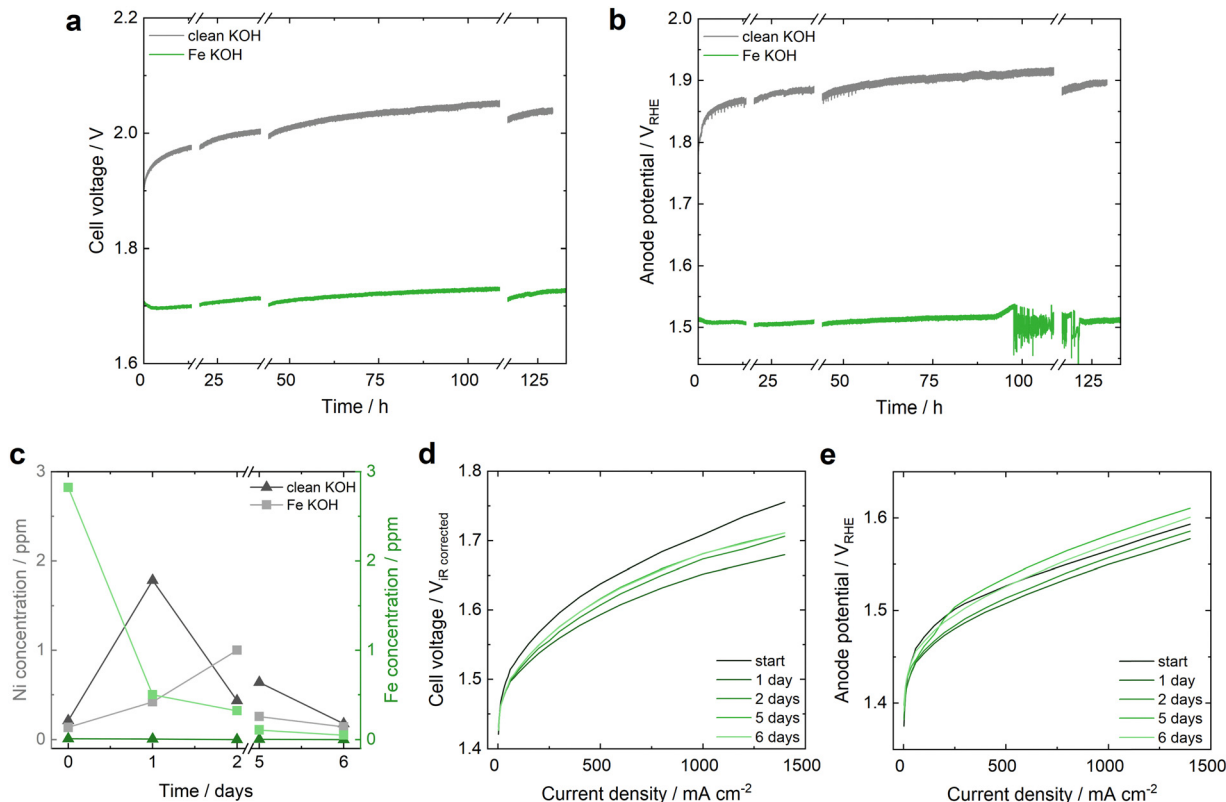 a
2.2
clean KOH
Fe KOH
2.0
1.8
1.6
Cell voltage / V
0
25
50
75
100
125
Time / h
b
2.0
clean KOH
Fe KOH
1.9
1.8
1.7
1.6
1.5
Anode potential / V_RHE
0
25
50
75
100
125
Time / h
c
3
2
1
0
Ni concentration / ppm
clean KOH
Fe KOH
3
2
1
0
Fe concentration / ppm
0
1
2
5
6
Time / days
d
1.8
1.7
1.6
1.5
1.4
Cell voltage / V_iR corrected
start
1 day
2 days
5 days
6 days
0
500
1000
1500
Current density / mA cm⁻²
e
1.6
1.5
1.4
Anode potential / V_RHE
start
1 day
2 days
5 days
6 days
0
500
1000
1500
Current density / mA cm⁻²